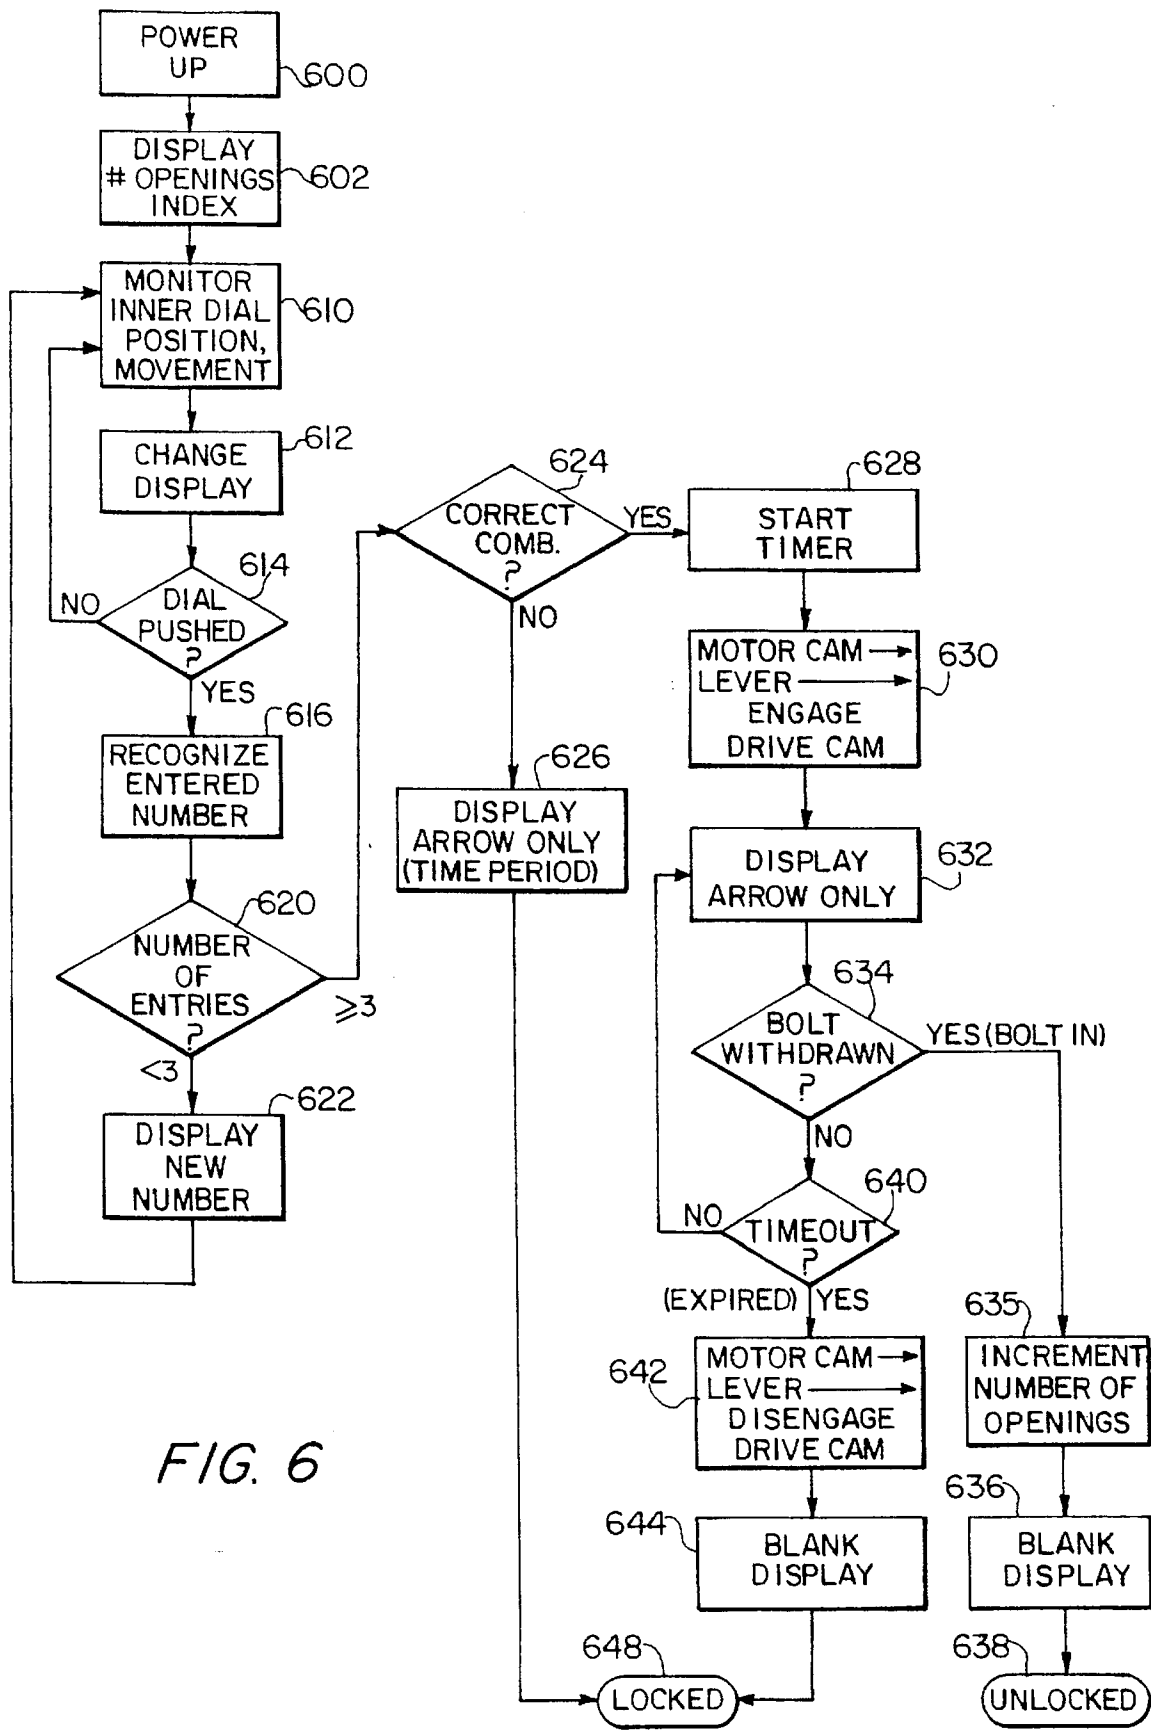 POWER
UP
600
DISPLAY
# OPENINGS
INDEX
602
MONITOR
INNER DIAL
POSITION,
MOVEMENT
610
CHANGE
DISPLAY
612
DIAL
PUSHED
?
614
NO
YES
RECOGNIZE
ENTERED
NUMBER
616
NUMBER
OF
ENTRIES
?
620
≥3
<3
DISPLAY
NEW
NUMBER
622
CORRECT
COMB.
?
624
YES
NO
DISPLAY
ARROW ONLY
(TIME PERIOD)
626
START
TIMER
628
MOTOR CAM →
LEVER →
ENGAGE
DRIVE CAM
630
DISPLAY
ARROW ONLY
632
BOLT
WITHDRAWN
?
634
YES (BOLT IN)
NO
TIMEOUT
?
640
NO
(EXPIRED) YES
MOTOR CAM →
LEVER →
DISENGAGE
DRIVE CAM
642
BLANK
DISPLAY
644
INCREMENT
NUMBER OF
OPENINGS
635
BLANK
DISPLAY
636
LOCKED
648
UNLOCKED
638
FIG. 6